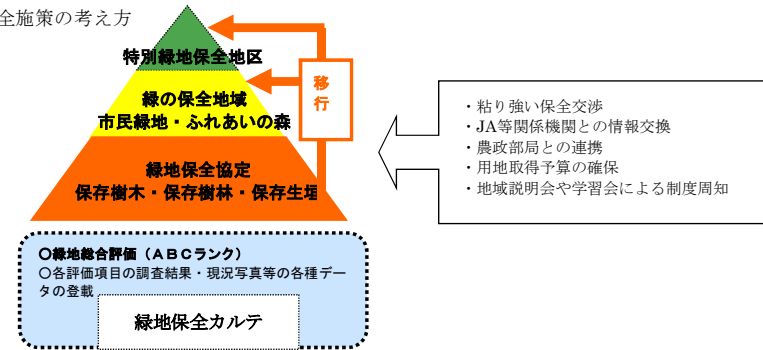 全施策の考え方
特別緑地保全地区
緑の保全地域
市民緑地・ふれあいの森
緑地保全協定
保存樹木・保存樹林・保存生垣
移
行
・粘り強い保全交渉
・JA等関係機関との情報交換
・農政部局との連携
・用地取得予算の確保
・地域説明会や学習会による制度周知
○緑地総合評価（ＡＢＣランク）
○各評価項目の調査結果・現況写真等の各種デー
タの登載
緑地保全カルテ